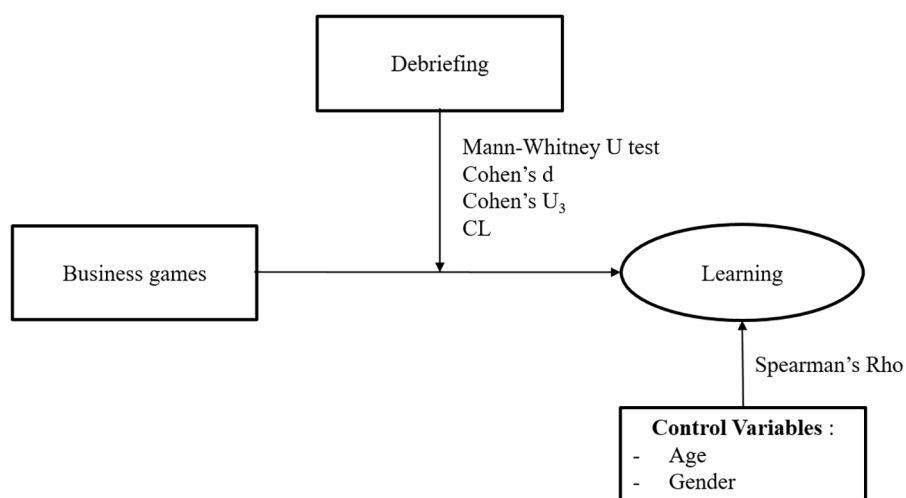 Debriefing
Mann-Whitney U test
Cohen's d
Cohen's U₃
CL
Business games
Learning
Spearman's Rho
Control Variables :
- Age
- Gender